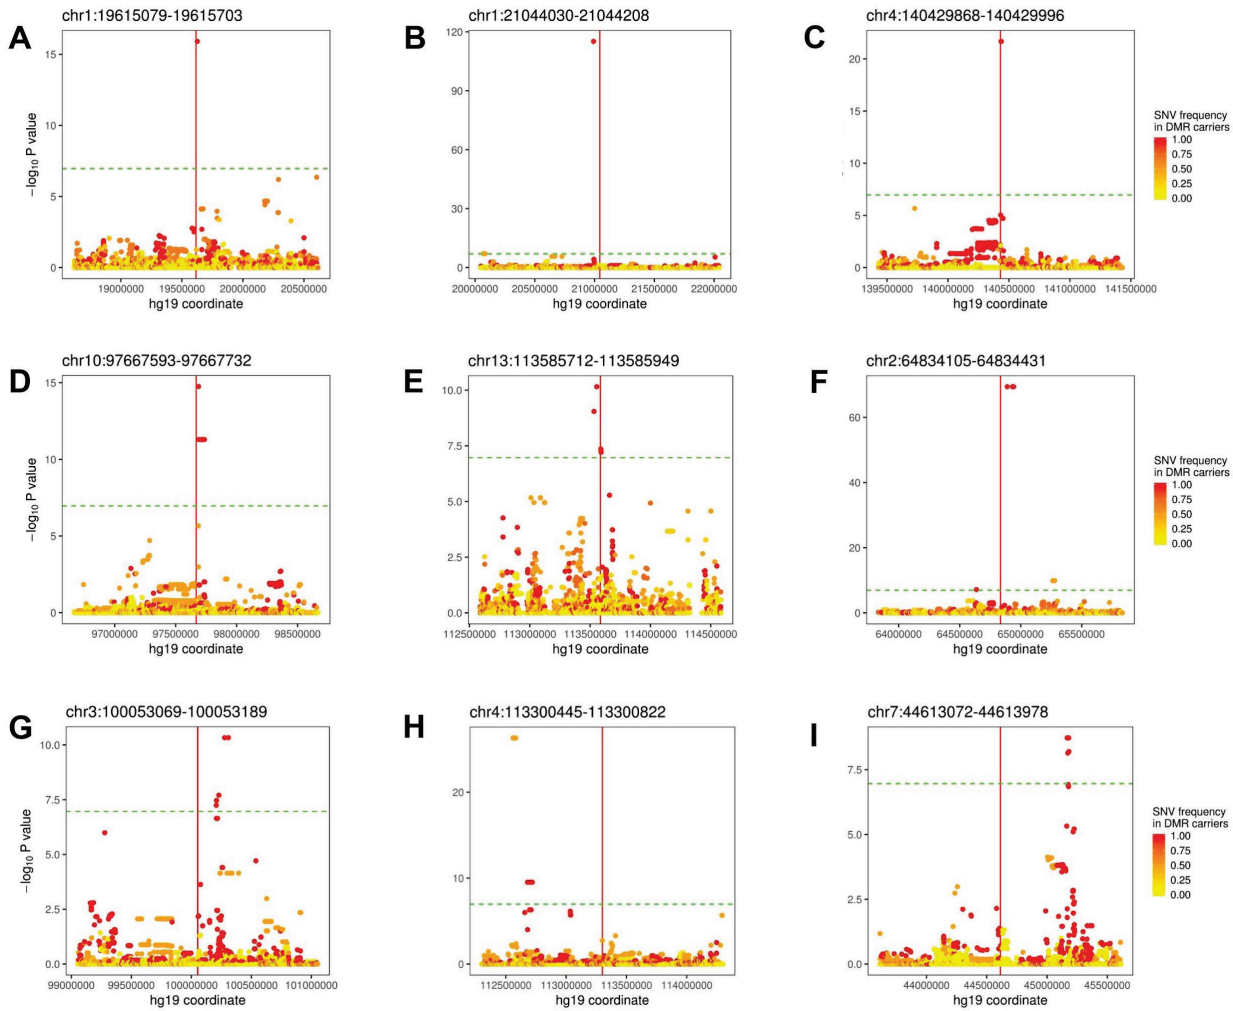 A
chr1:19615079-19615703
−log10 P value
15
10
5
0
19000000 19500000 20000000 20500000
hg19 coordinate
B
chr1:21044030-21044208
120
90
60
30
0
20000000 20500000 21000000 21500000 22000000
hg19 coordinate
C
chr4:140429868-140429996
20
15
10
5
0
139500000 140000000 140500000 141000000 141500000
hg19 coordinate
SNV frequency
in DMR carriers
1.00
0.75
0.50
0.25
0.00
D
chr10:97667593-97667732
−log10 P value
15
10
5
0
97000000 97500000 98000000 98500000
hg19 coordinate
E
chr13:113585712-113585949
10.0
7.5
5.0
2.5
0.0
112500000 113000000 113500000 114000000 114500000
hg19 coordinate
F
chr2:64834105-64834431
60
40
20
0
64000000 64500000 65000000 65500000
hg19 coordinate
SNV frequency
in DMR carriers
1.00
0.75
0.50
0.25
0.00
G
chr3:100053069-100053189
−log10 P value
10.0
7.5
5.0
2.5
0.0
99000000 99500000 100000000 100500000 101000000
hg19 coordinate
H
chr4:113300445-113300822
20
10
0
112500000 113000000 113500000 114000000
hg19 coordinate
I
chr7:44613072-44613978
7.5
5.0
2.5
0.0
44000000 44500000 45000000 45500000
hg19 coordinate
SNV frequency
in DMR carriers
1.00
0.75
0.50
0.25
0.00